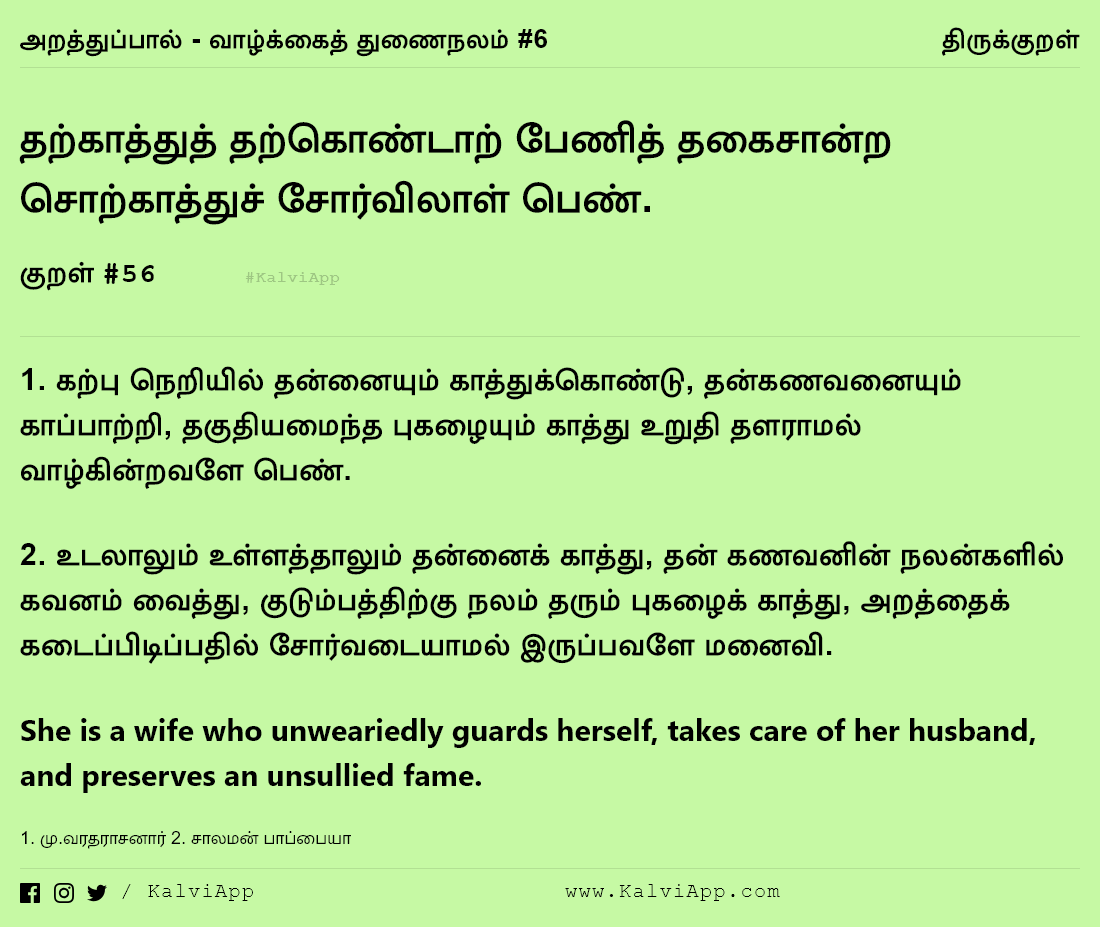 அறத்துப்பால் - வாழ்க்கைத் துணைநலம் #6 திருக்குறள்
தற்காத்துத் தற்கொண்டாற் பேணித் தகைசான்ற
சொற்காத்துச் சோர்விலாள் பெண்.
குறள் #56 #KalviApp
1. கற்பு நெறியில் தன்னையும் காத்துக்கொண்டு, தன்கணவனையும்
காப்பாற்றி, தகுதியமைந்த புகழையும் காத்து உறுதி தளராமல்
வாழ்கின்றவளே பெண்.
2. உடலாலும் உள்ளத்தாலும் தன்னைக் காத்து, தன் கணவனின் நலன்களில்
கவனம் வைத்து, குடும்பத்திற்கு நலம் தரும் புகழைக் காத்து, அறத்தைக்
கடைப்பிடிப்பதில் சோர்வடையாமல் இருப்பவளே மனைவி.
She is a wife who unweariedly guards herself, takes care of her husband,
and preserves an unsullied fame.
1. மு.வரதராசனார் 2. சாலமன் பாப்பையா
/ KalviApp www.KalviApp.com